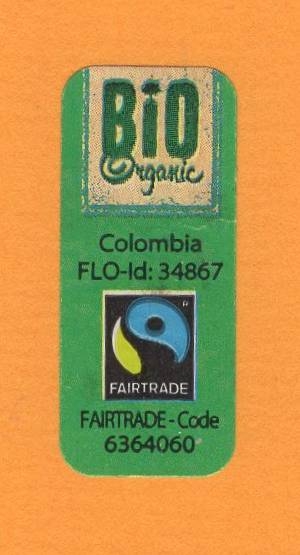 BIO
Organic
Colombia
FLO-Id: 34867
®
FAIRTRADE
FAIRTRADE - Code
6364060